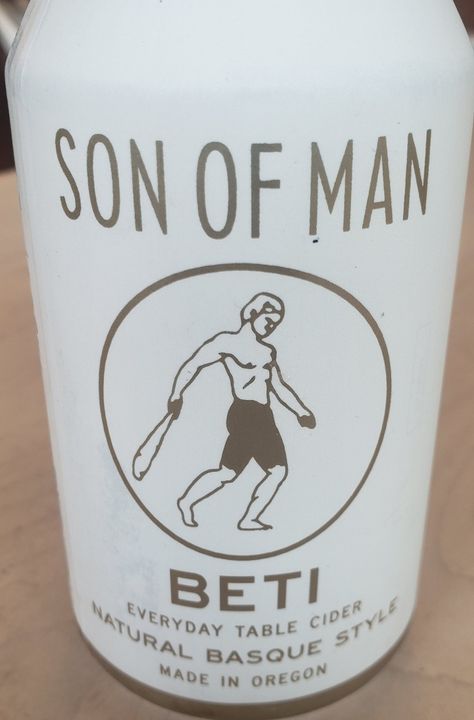 SON OF MAN
BETI
EVERYDAY TABLE CIDER
NATURAL BASQUE STYLE
MADE IN OREGON